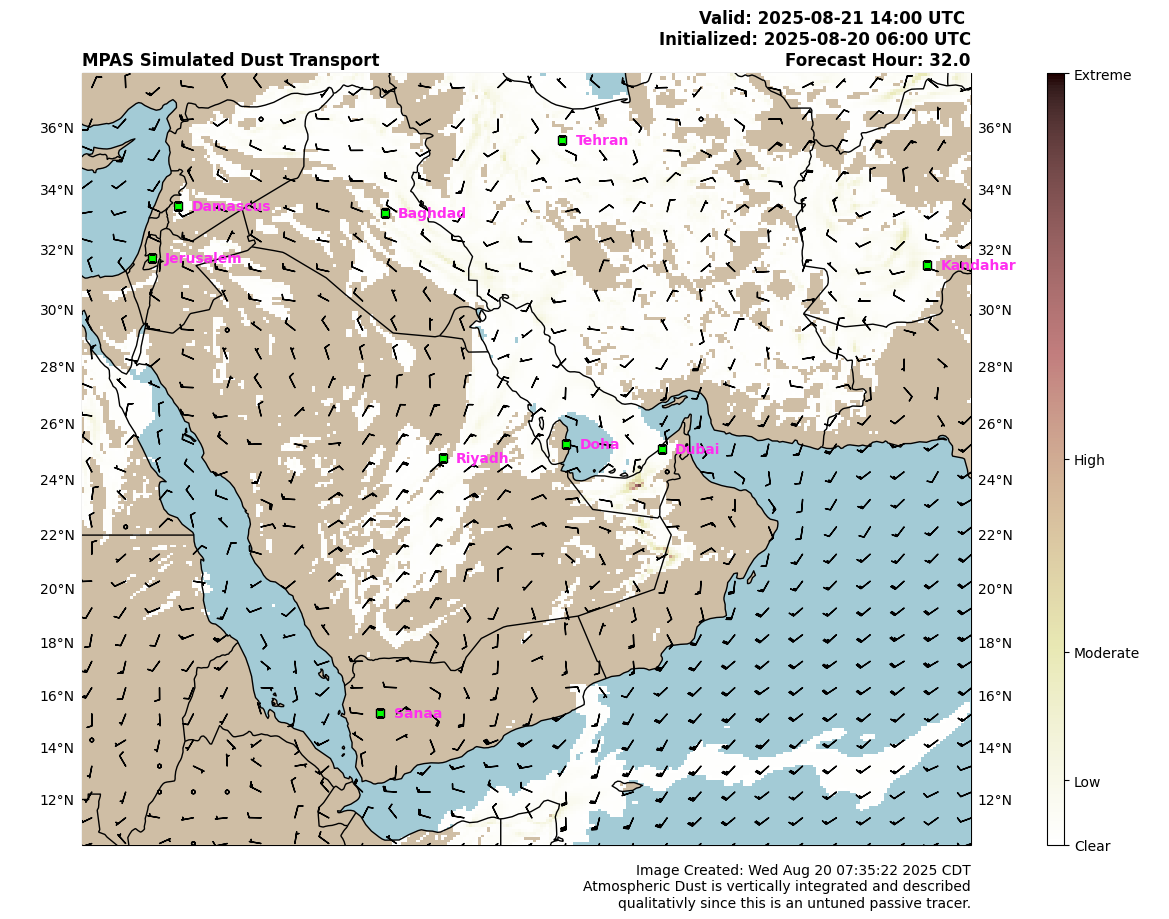 Valid: 2025-08-21 14:00 UTC
Initialized: 2025-08-20 06:00 UTC
MPAS Simulated Dust Transport
Forecast Hour: 32.0
Extreme
36°N
36°N
Tehran
34°N
34°N
Damascus
Baghdad
32°N
32°N
Jerusalem
Kandahar
30°N
30°N
28°N
28°N
26°N
26°N
Doha
Dubai
Riyadh
High
24°N
24°N
22°N
22°N
20°N
20°N
18°N
18°N
Moderate
16°N
16°N
Sanaa
14°N
14°N
Low
12°N
12°N
Clear
Image Created: Wed Aug 20 07:35:22 2025 CDT
Atmospheric Dust is vertically integrated and described
qualitativly since this is an untuned passive tracer.